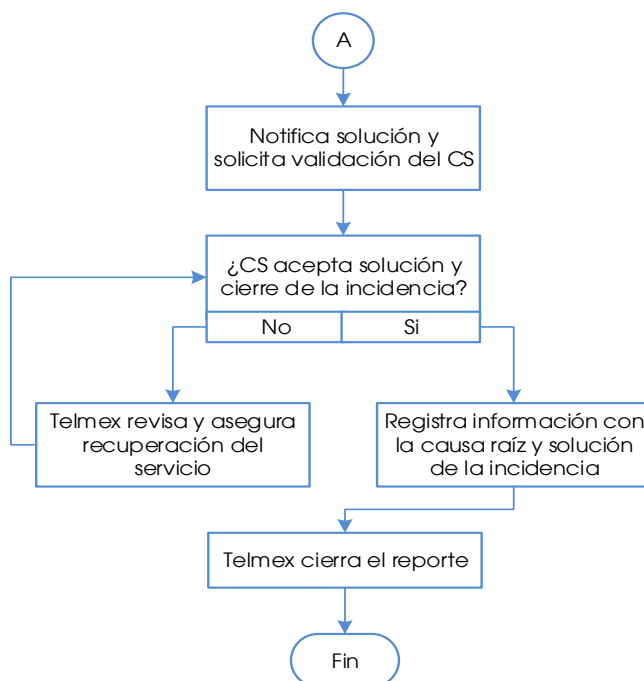 A
Notifica solución y
solicita validación del CS
¿CS acepta solución y
cierre de la incidencia?
No
Si
Telmex revisa y asegura
recuperación del
servicio
Registra información con
la causa raíz y solución
de la incidencia
Telmex cierra el reporte
Fin